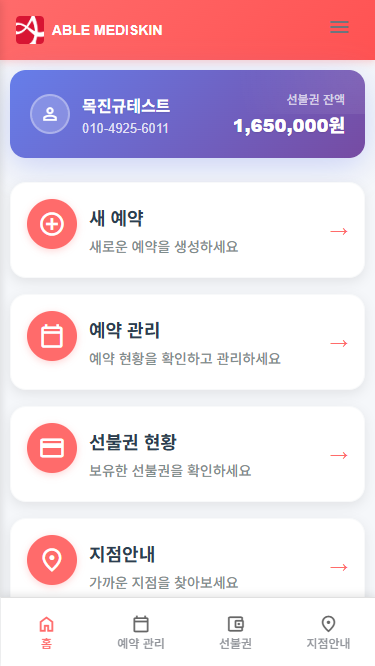 ABLE MEDISKIN
목진규테스트
010-4925-6011
선불권 잔액
1,650,000원
새 예약
새로운 예약을 생성하세요
→
예약 관리
예약 현황을 확인하고 관리하세요
→
선불권 현황
보유한 선불권을 확인하세요
→
지점안내
가까운 지점을 찾아보세요
→
홈
예약 관리
선불권
지점안내